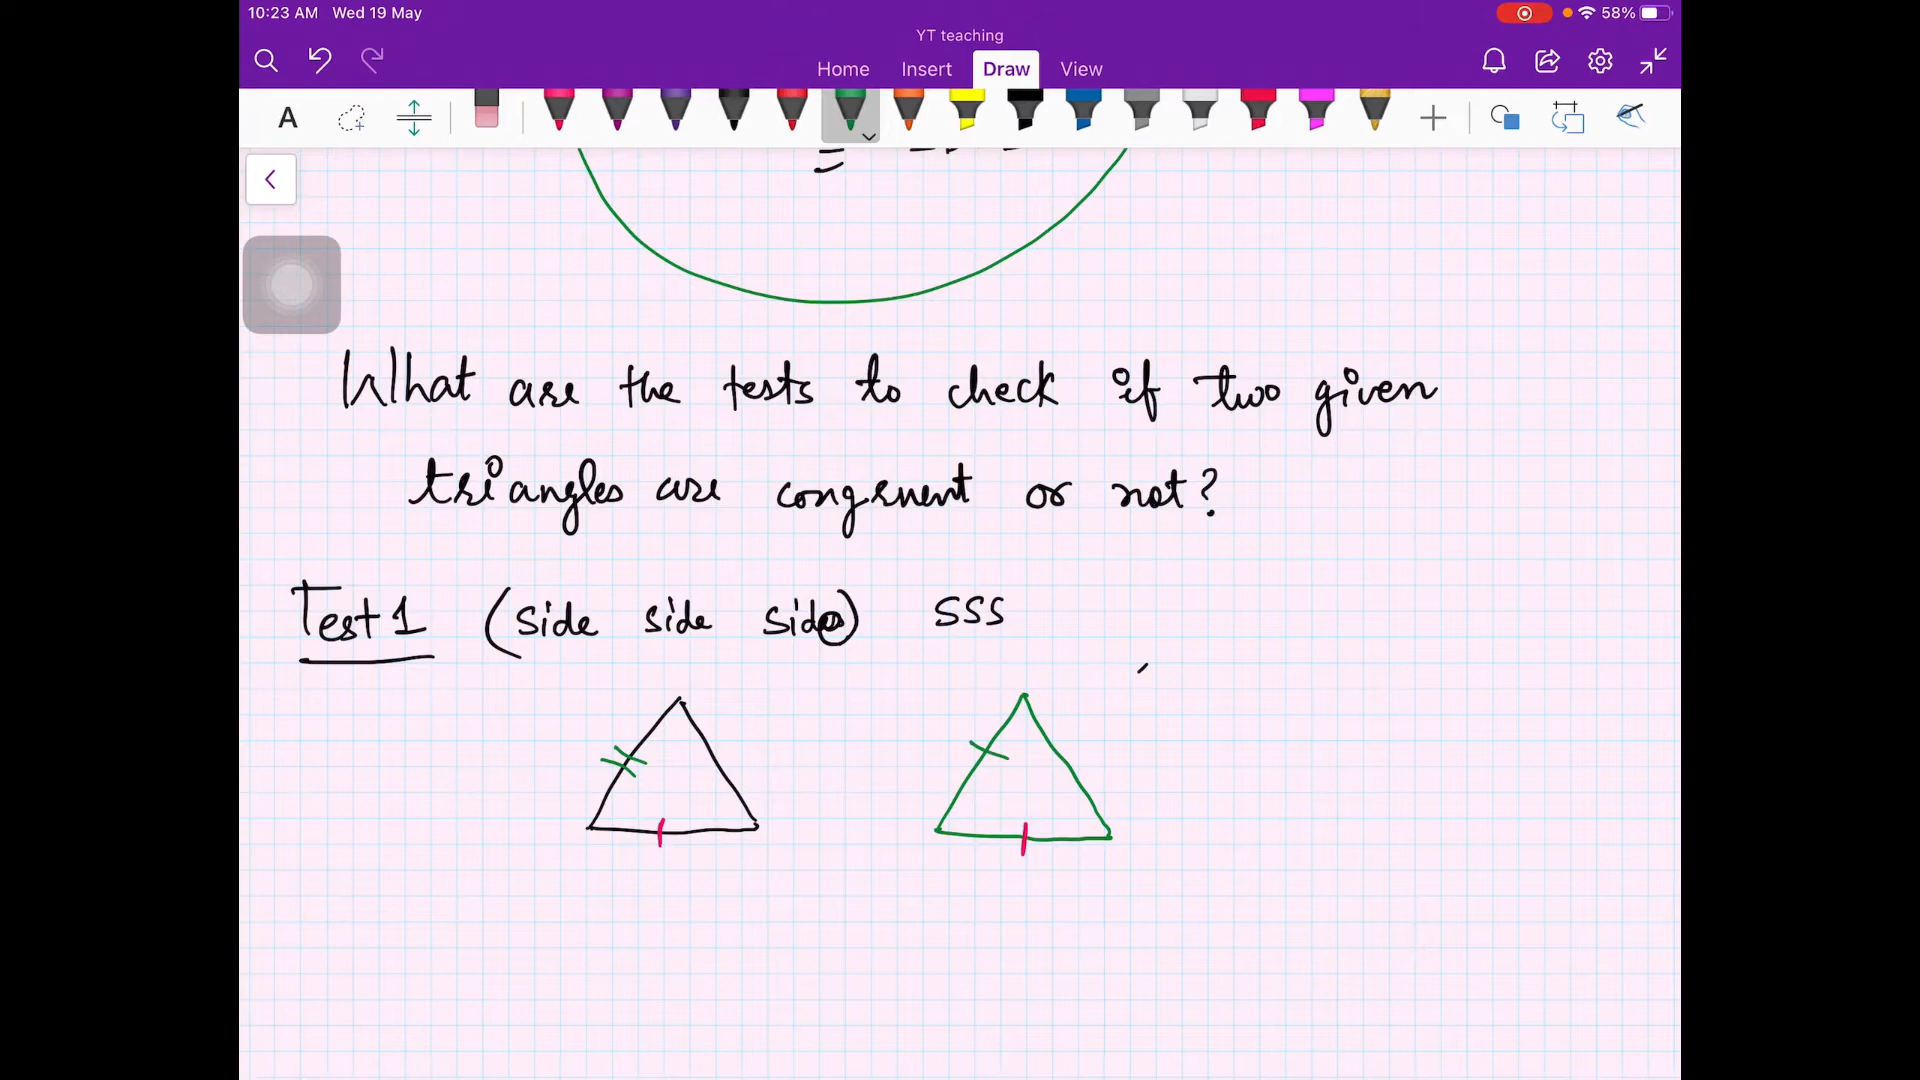 10:23 AM Wed 19 May
58%
YT teaching
Home Insert Draw View
A
What are the tests to check if two given
triangles are congruent or not?
Test 1 (side side side) SSS